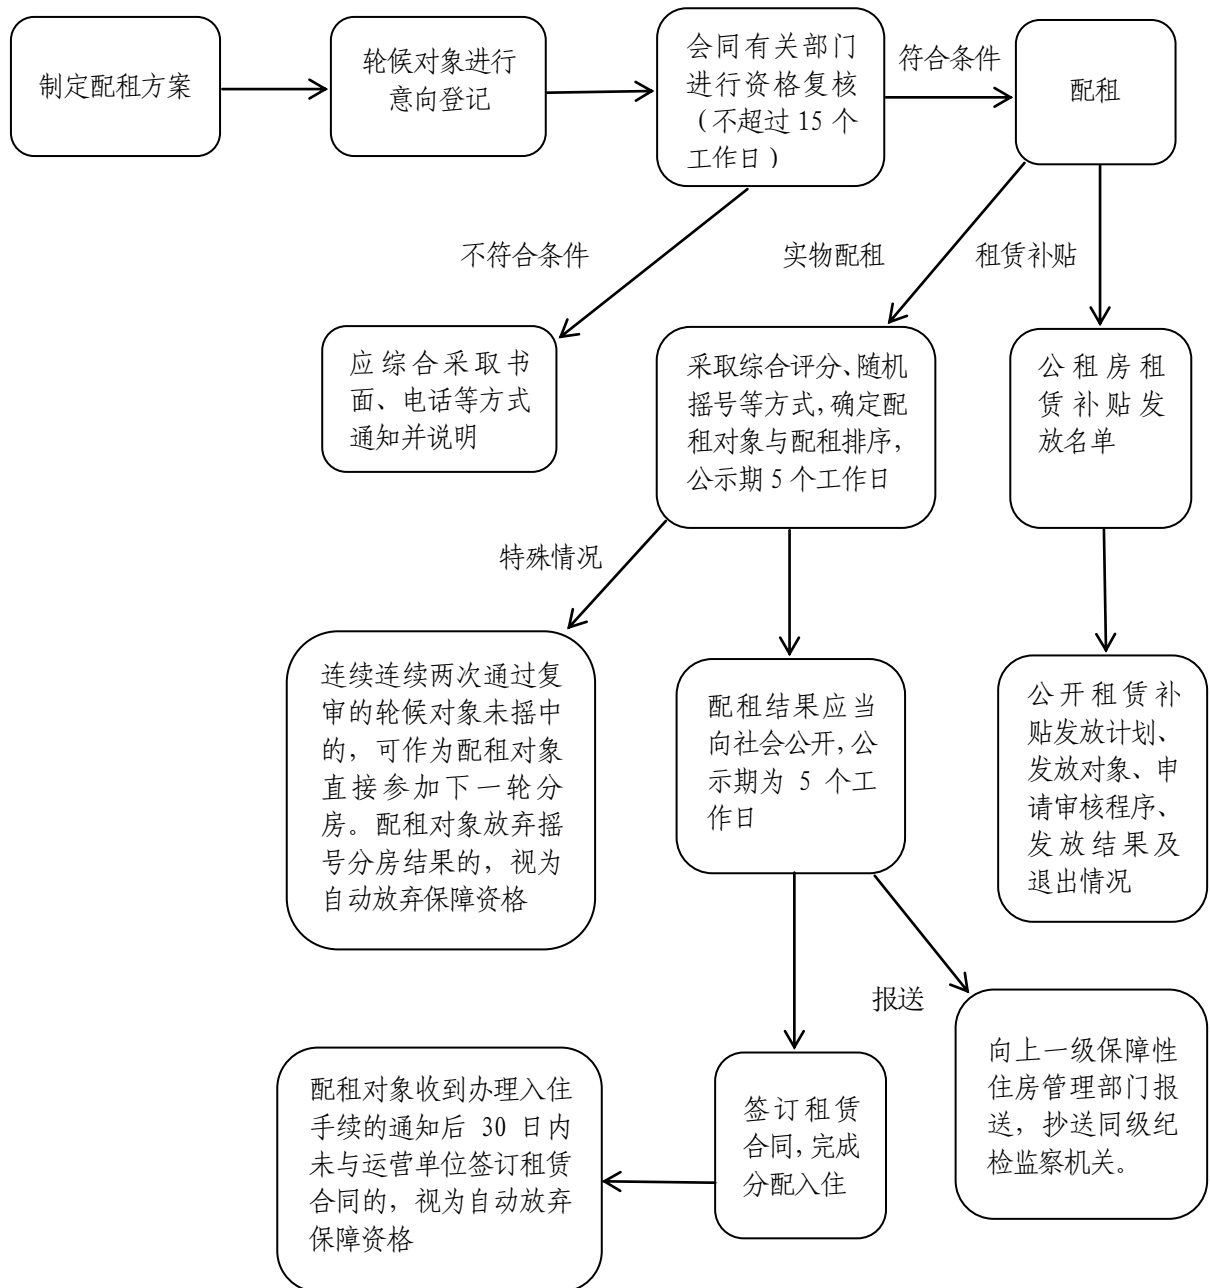 制定配租方案
轮候对象进行
意向登记
会同有关部门
进行资格复核
（不超过 15 个
工作日）
符合条件
配租
不符合条件
实物配租
租赁补贴
应综合采取书
面、电话等方式
通知并说明
采取综合评分、随机
摇号等方式，确定配
租对象与配租排序，
公示期 5 个工作日
公租房租
赁补贴发
放名单
特殊情况
连续连续两次通过复
审的轮候对象未摇中
的，可作为配租对象
直接参加下一轮分
房。配租对象放弃摇
号分房结果的，视为
自动放弃保障资格
配租结果应当
向社会公开，公
示期为 5 个工
作日
公开租赁补
贴发放计划、
发放对象、申
请审核程序、
发放结果及
退出情况
报送
配租对象收到办理入住
手续的通知后 30 日内
未与运营单位签订租赁
合同的，视为自动放弃
保障资格
签订租赁
合同，完成
分配入住
向上一级保障性
住房管理部门报
送，抄送同级纪
检监察机关。